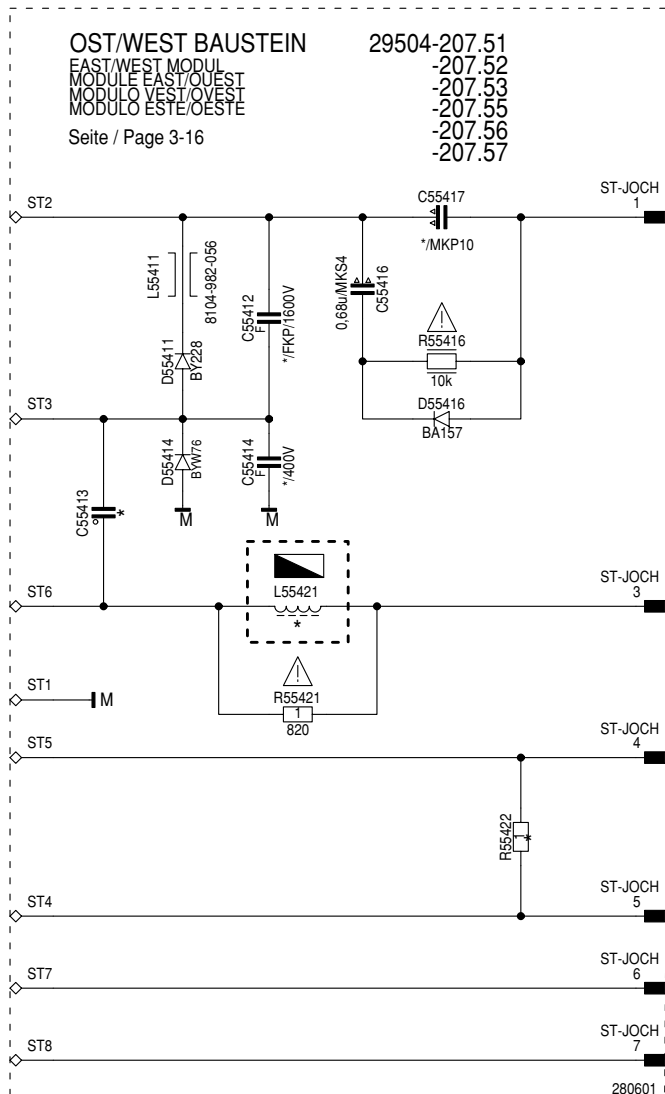 OST/WEST BAUSTEIN 29504-207.51
EAST/WEST MODUL -207.52
MODULE EAST/OUEST -207.53
MODULO VEST/OVEST -207.55
MODULO ESTE/OESTE -207.56
-207.57
Seite / Page 3-16
ST2
C55417
*/MKP10
ST-JOCH
1
L55411
8104-982-056
C55412
F
*/FKP/1600V
0,68u/MKS4
C55416
D55411
BY228
R55416
10k
D55416
BA157
ST3
C55413
*
D55414
BYW76
M
C55414
F
*/400V
M
ST6
L55421
*
ST-JOCH
3
R55421
1
820
ST1
M
ST5
ST-JOCH
4
R55422
1
*
ST4
ST-JOCH
5
ST7
ST-JOCH
6
ST8
ST-JOCH
7
280601